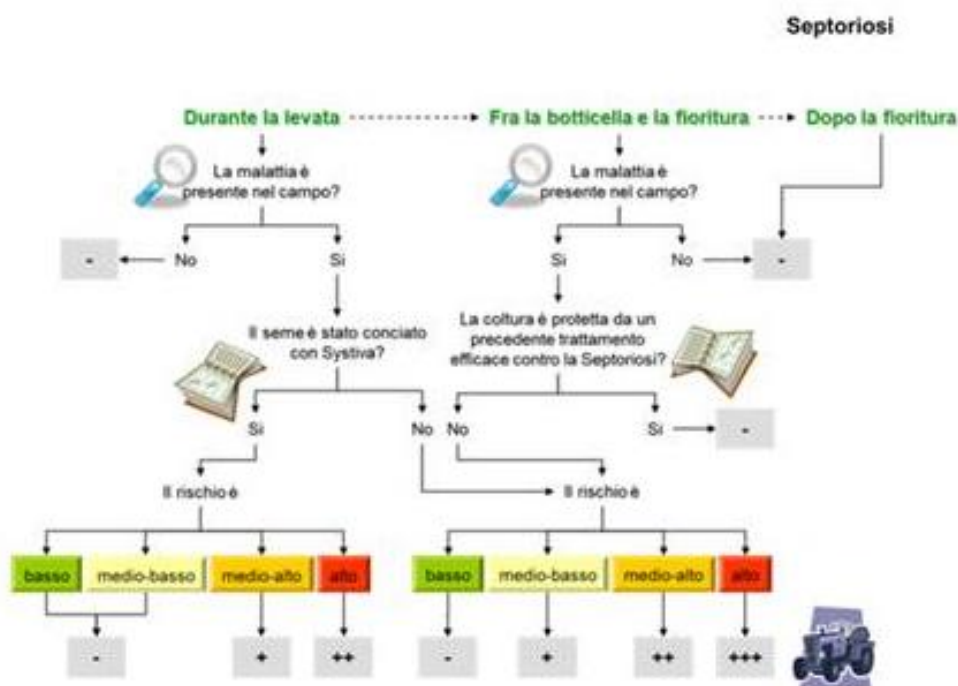 Septoriosi
Durante la levata
Fra la botticella e la fioritura
Dopo la fioritura
La malattia è
presente nel campo?
La malattia è
presente nel campo?
-
No
Si
Si
No
-
Il seme è stato conciato
con Systiva?
La coltura è protetta da un
precedente trattamento
efficace contro la Septoriosi?
Si
No
No
Si
-
Il rischio è
Il rischio è
basso
medio-basso
medio-alto
alto
basso
medio-basso
medio-alto
alto
-
+
++
-
+
++
+++